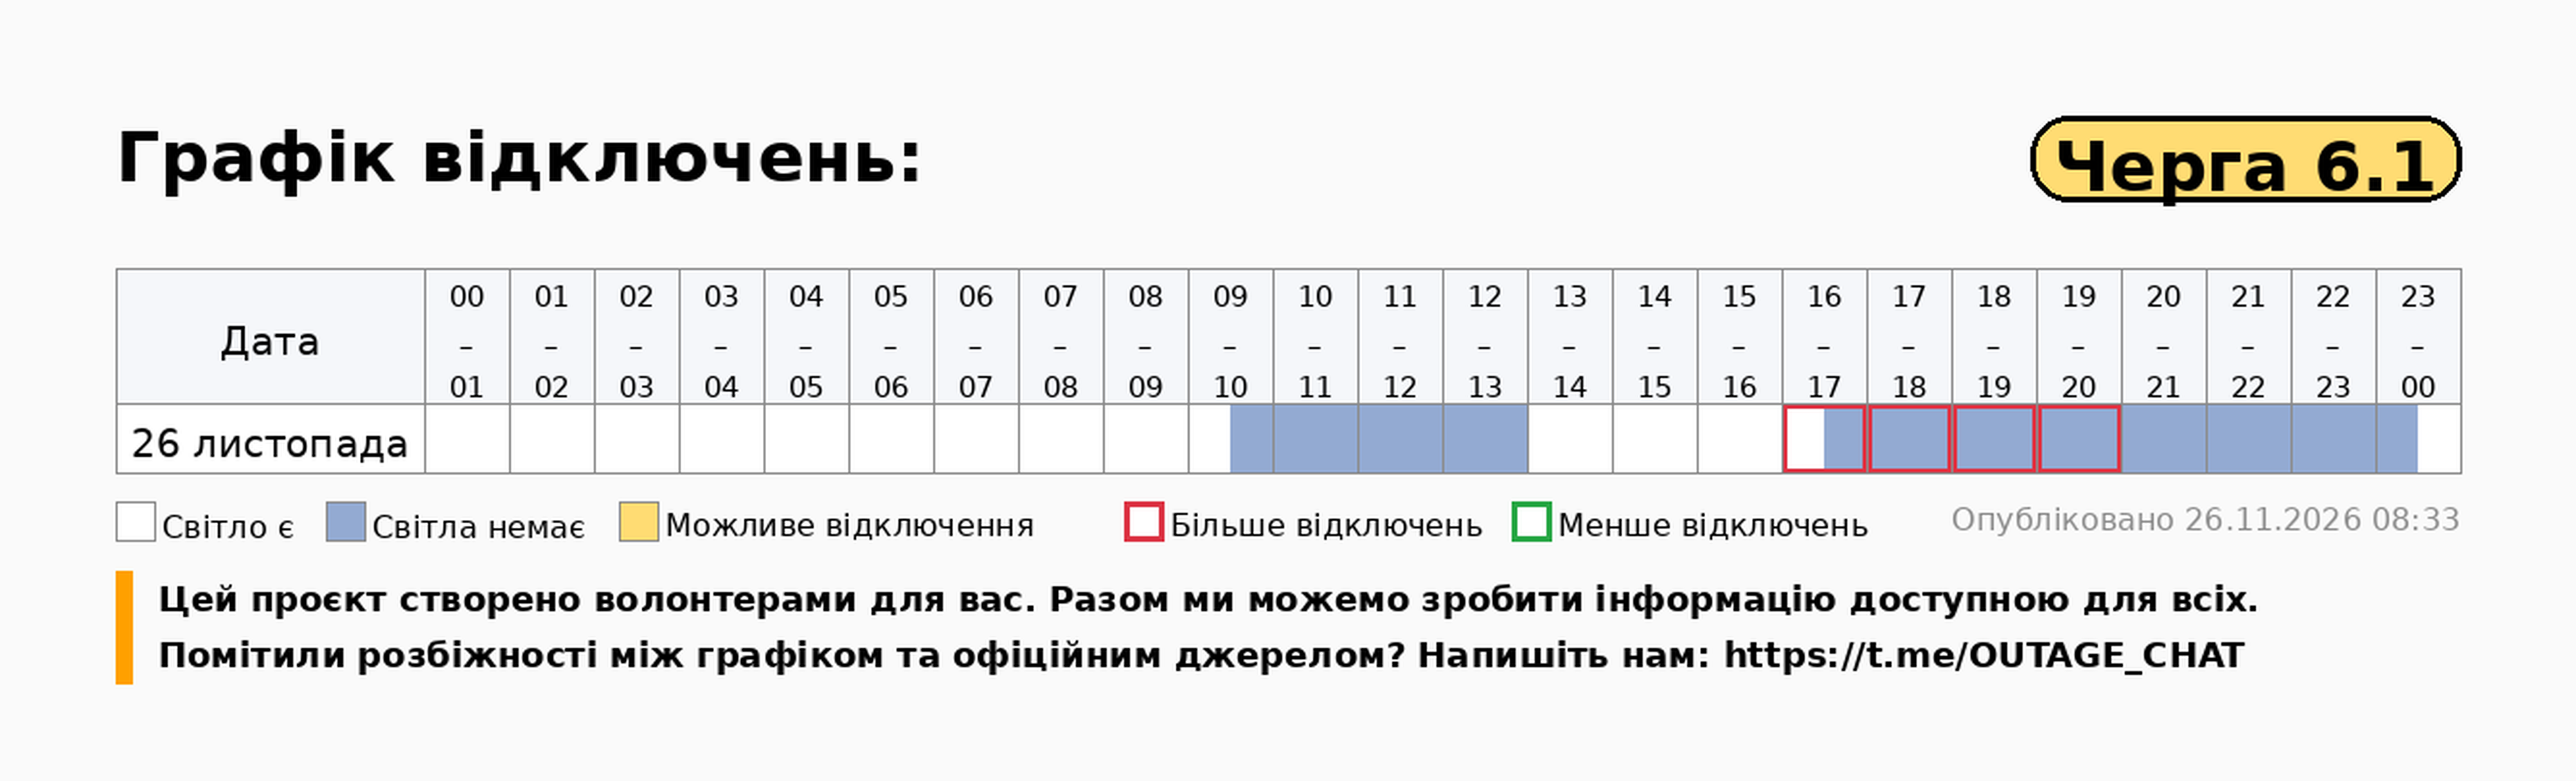 Графік відключень:
Черга 6.1
Дата
00 – 01
01 – 02
02 – 03
03 – 04
04 – 05
05 – 06
06 – 07
07 – 08
08 – 09
09 – 10
10 – 11
11 – 12
12 – 13
13 – 14
14 – 15
15 – 16
16 – 17
17 – 18
18 – 19
19 – 20
20 – 21
21 – 22
22 – 23
23 – 00
26 листопада
Світло є
Світла немає
Можливе відключення
Більше відключень
Менше відключень
Опубліковано 26.11.2026 08:33
Цей проєкт створено волонтерами для вас. Разом ми можемо зробити інформацію доступною для всіх.
Помітили розбіжності між графіком та офіційним джерелом? Напишіть нам: https://t.me/OUTAGE_CHAT